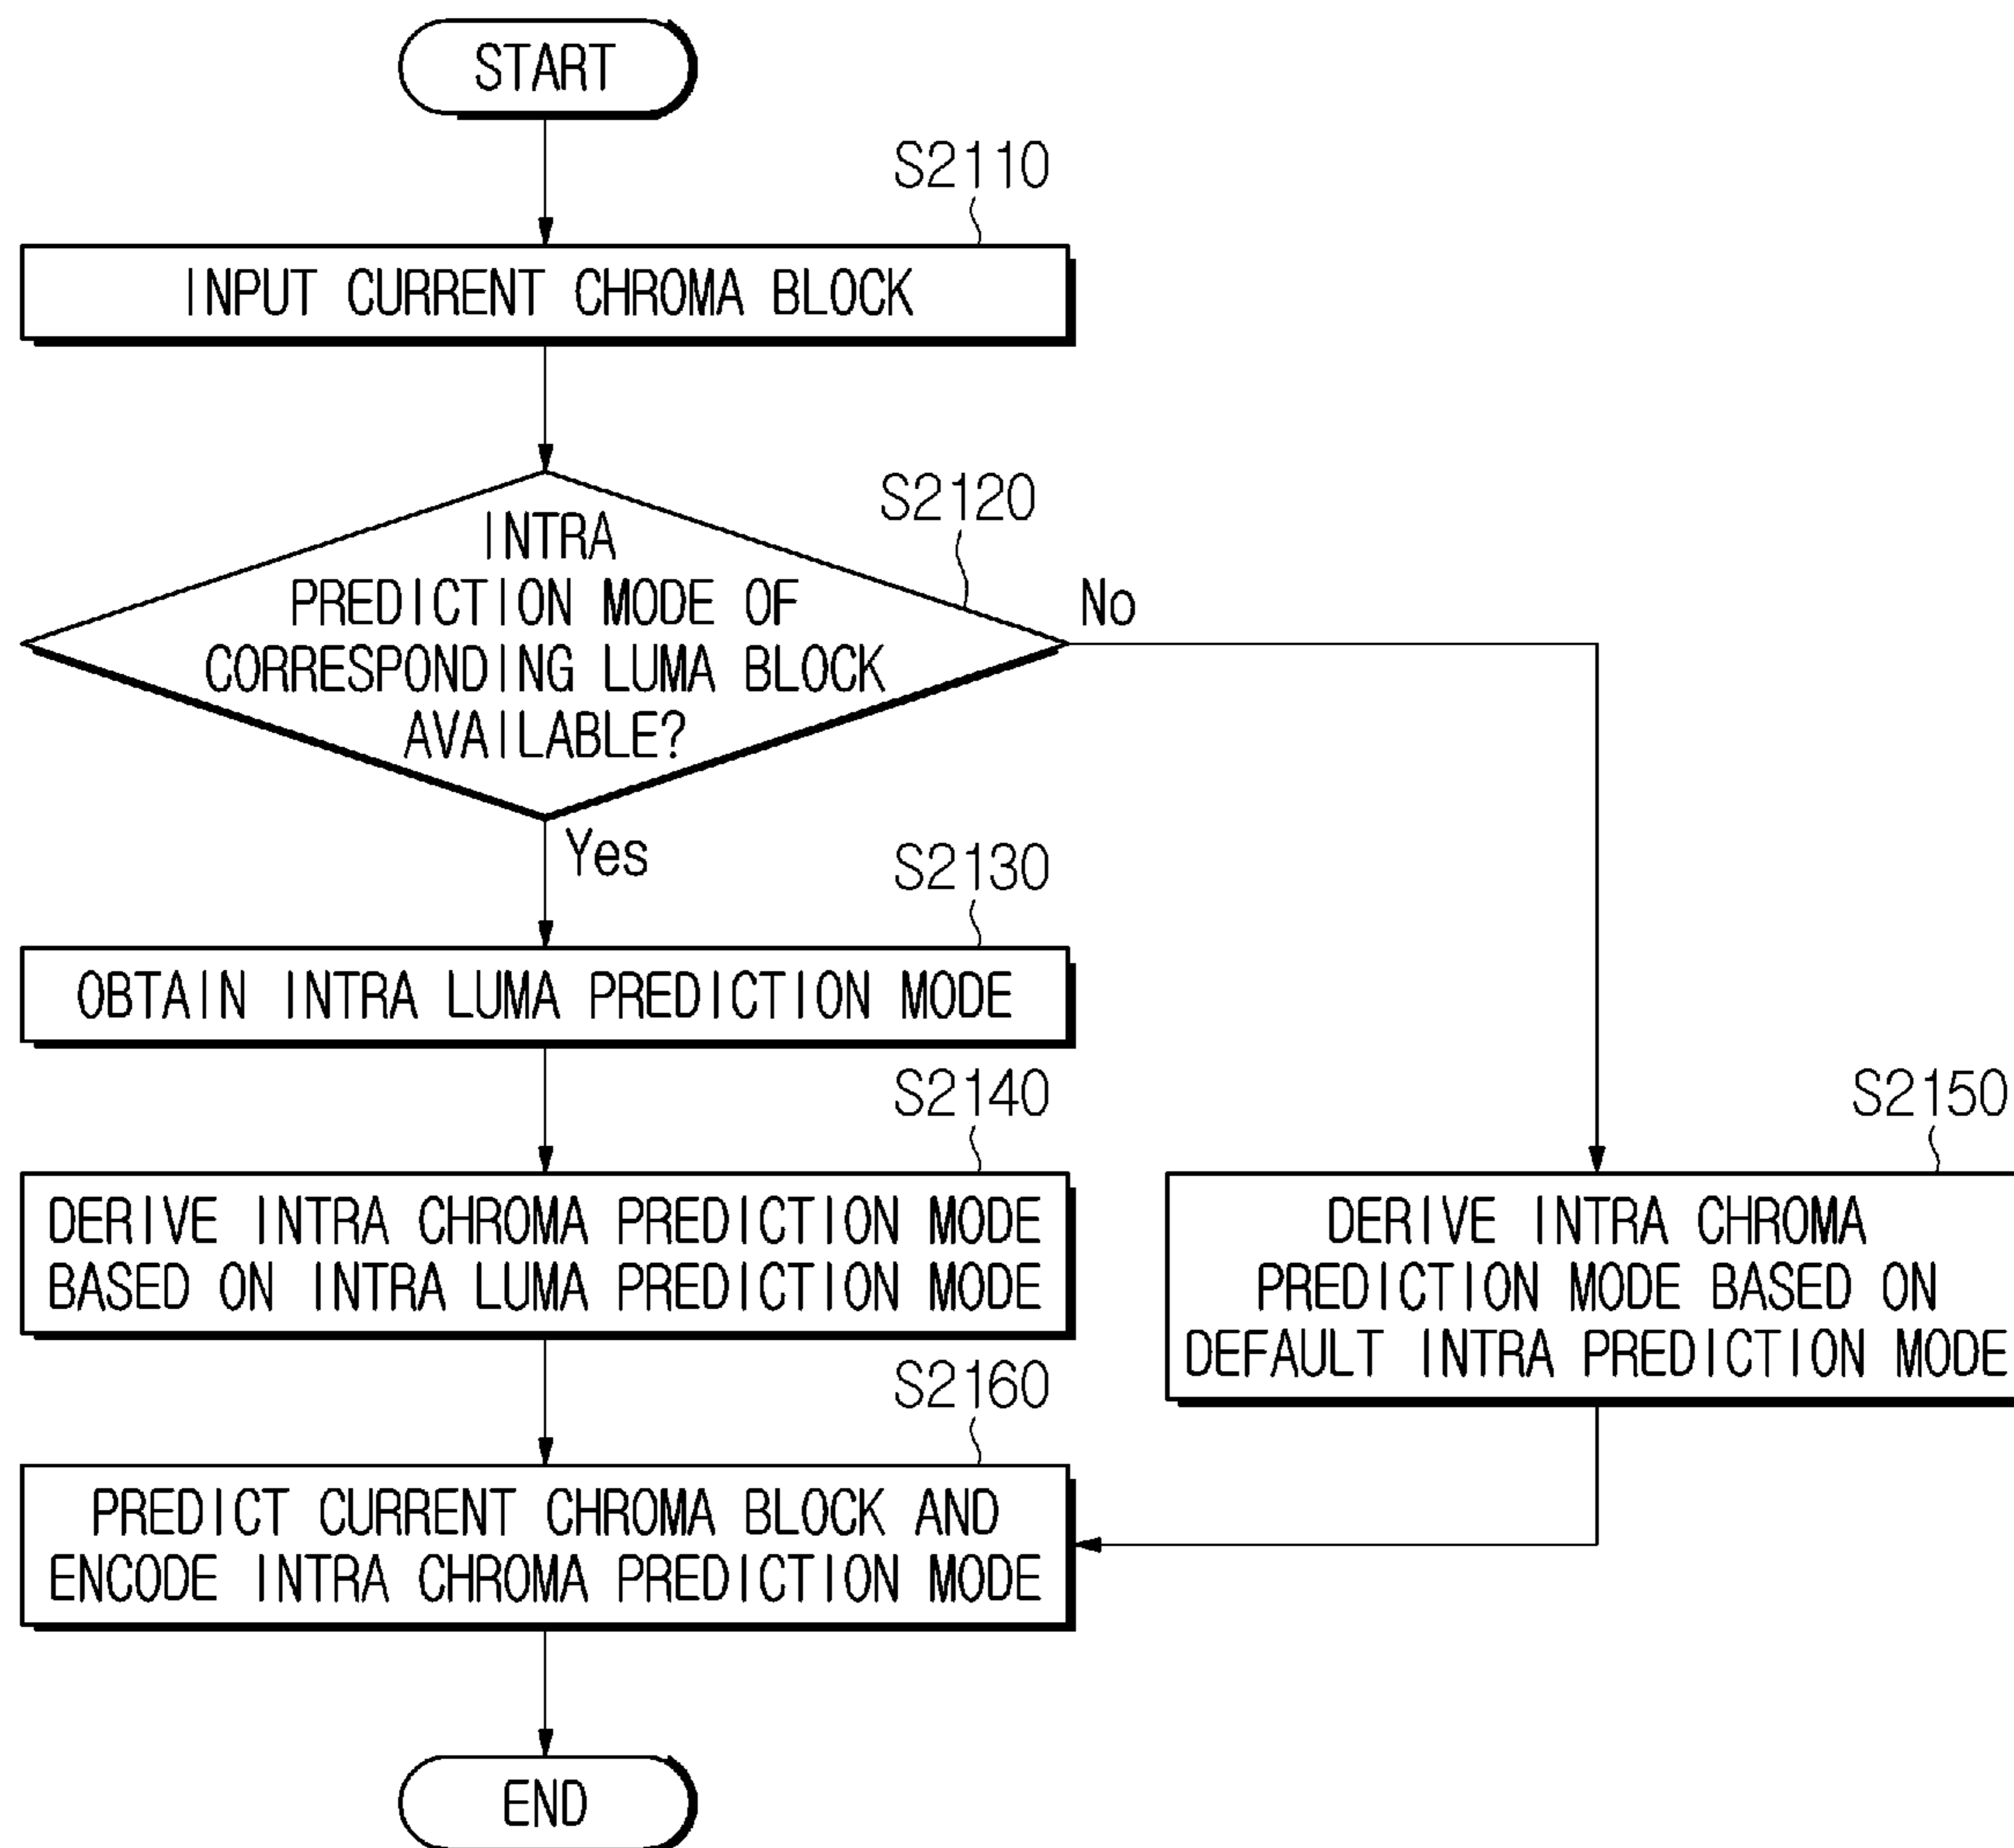 START
S2110
INPUT CURRENT CHROMA BLOCK
S2120
INTRA
PREDICTION MODE OF
CORRESPONDING LUMA BLOCK
AVAILABLE?
No
Yes
S2130
OBTAIN INTRA LUMA PREDICTION MODE
S2140
DERIVE INTRA CHROMA PREDICTION MODE
BASED ON INTRA LUMA PREDICTION MODE
S2150
DERIVE INTRA CHROMA
PREDICTION MODE BASED ON
DEFAULT INTRA PREDICTION MODE
S2160
PREDICT CURRENT CHROMA BLOCK AND
ENCODE INTRA CHROMA PREDICTION MODE
END